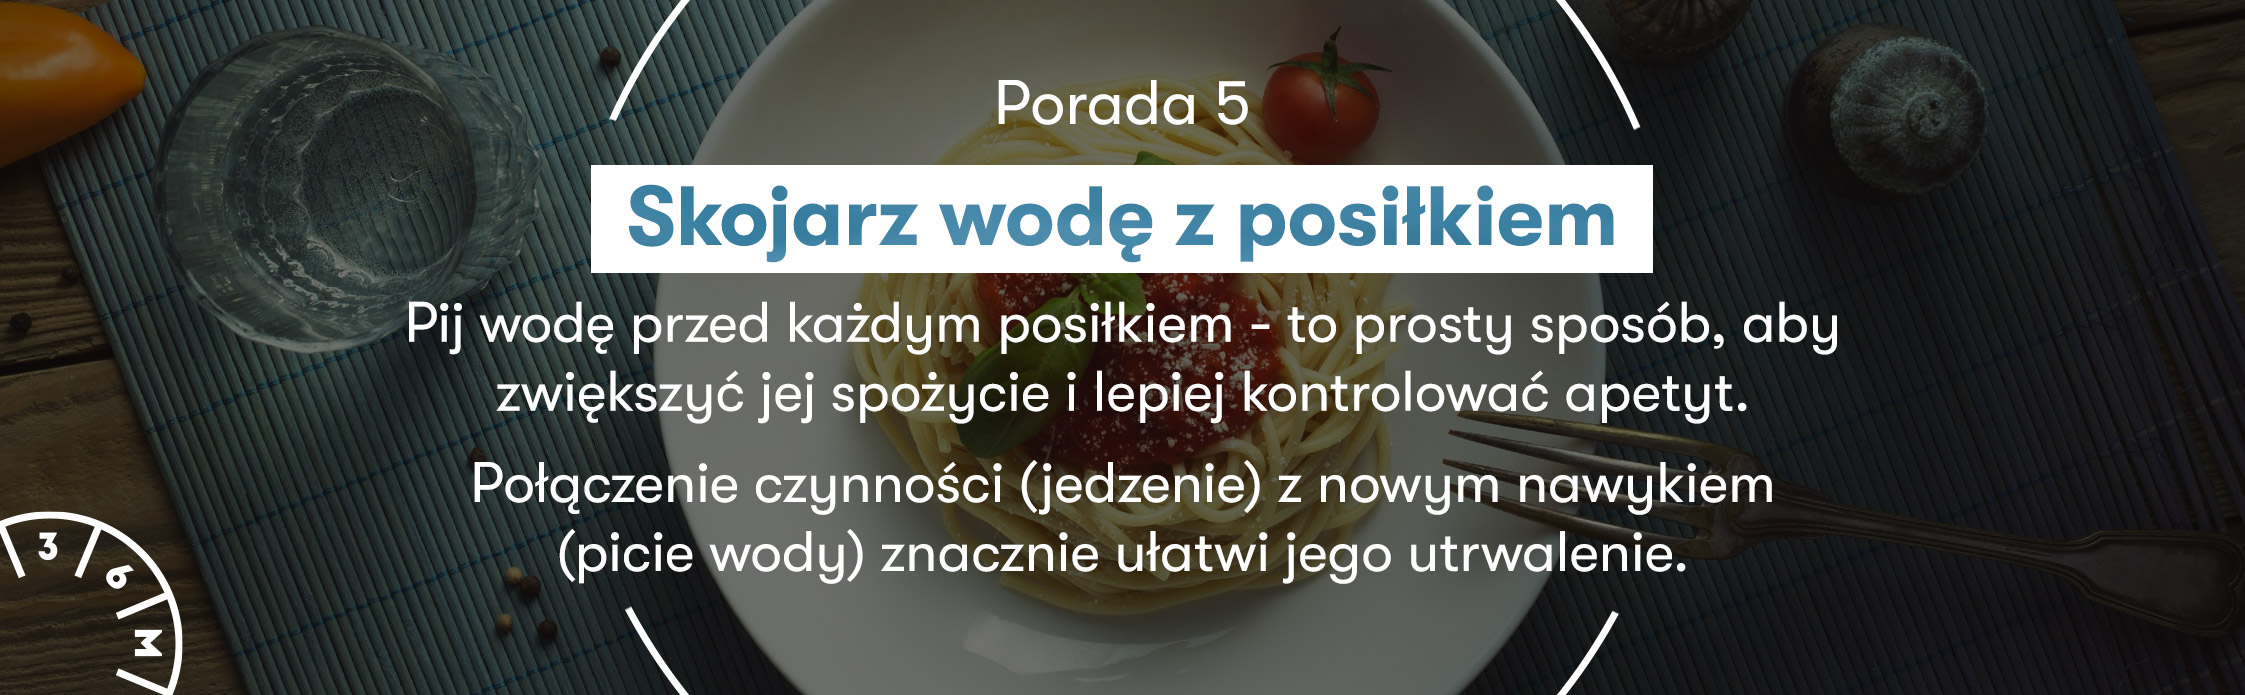 Porada 5
Skojarz wodę z posiłkiem
Pij wodę przed każdym posiłkiem - to prosty sposób, aby
zwiększyć jej spożycie i lepiej kontrolować apetyt.
Połączenie czynności (jedzenie) z nowym nawykiem
(picie wody) znacznie ułatwi jego utrwalenie.
3
6
M